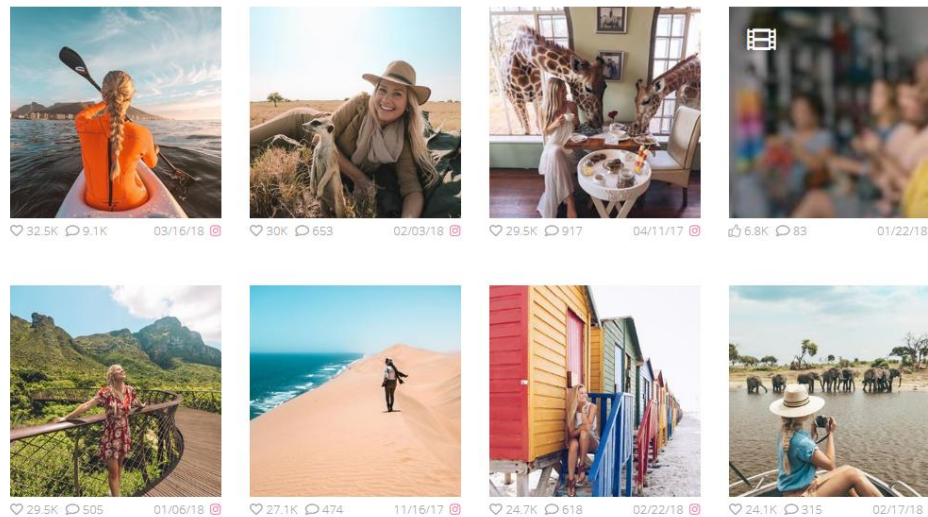 32.5K 9.1K 03/16/18
30K 653 02/03/18
29.5K 917 04/11/17
6.8K 83 01/22/18
29.5K 505 01/06/18
27.1K 474 11/16/17
24.7K 618 02/22/18
24.1K 315 02/17/18